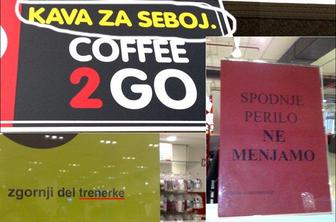 KAVA ZA SEBOJ.
COFFEE
2 GO
zgornji del trenerke
SPODNJE
PERILO
NE
MENJAMO